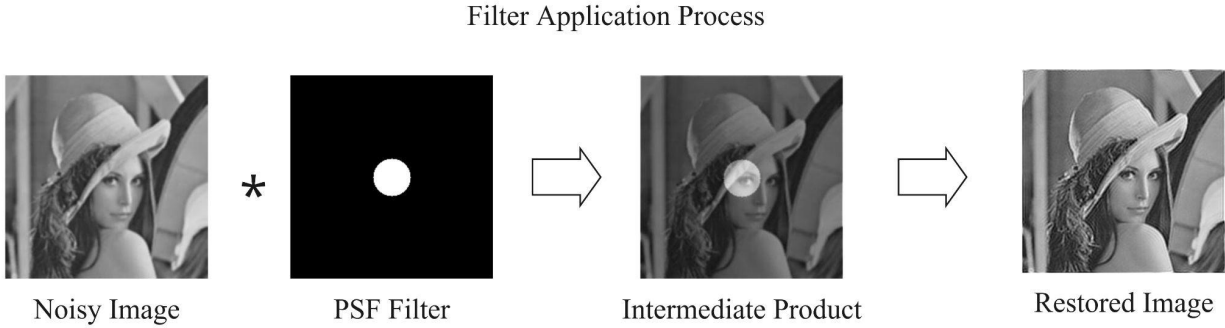 Filter Application Process
*
Noisy Image
PSF Filter
Intermediate Product
Restored Image